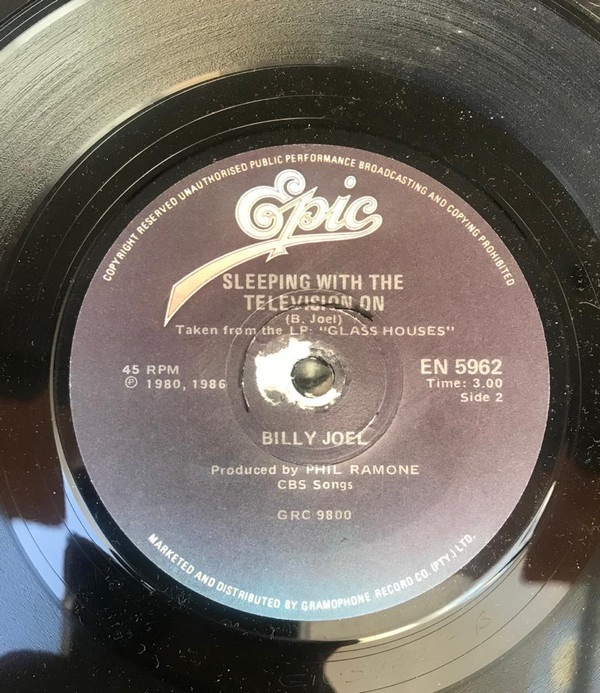 COPYRIGHT RESERVED UNAUTHORISED PUBLIC PERFORMANCE BROADCASTING AND COPYING PROHIBITED
Epic
SLEEPING WITH THE
TELEVISION ON
(B. Joel)
Taken from the LP: "GLASS HOUSES"
45 RPM
℗ 1980, 1986
EN 5962
Time: 3.00
Side 2
BILLY JOEL
Produced by PHIL RAMONE
CBS Songs
GRC 9800
MARKETED AND DISTRIBUTED BY GRAMOPHONE RECORD CO. (PTY.) LTD.